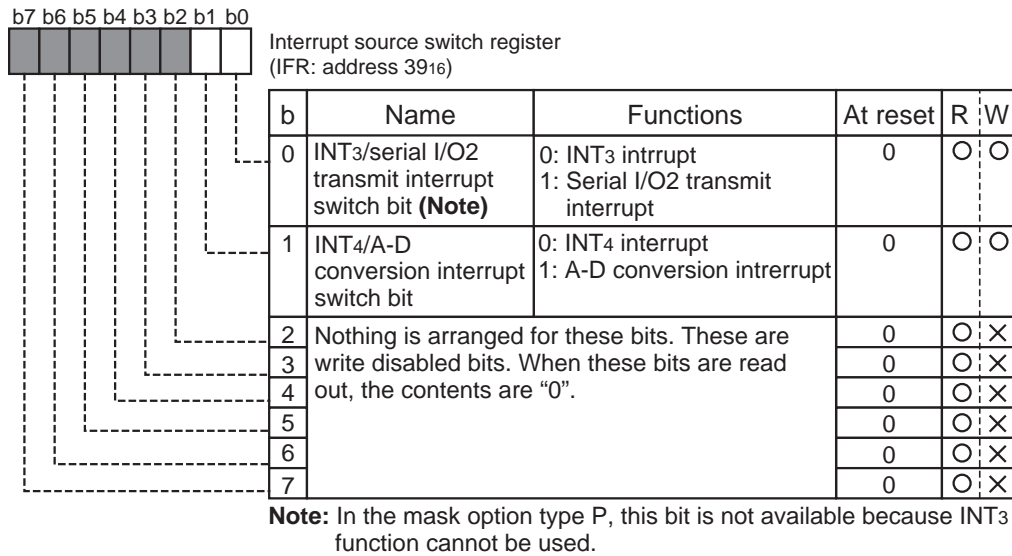 b7 b6 b5 b4 b3 b2 b1 b0
Interrupt source switch register
(IFR: address 3916)
b Name Functions At reset R W
0 INT3/serial I/O2 transmit interrupt switch bit (Note) 0: INT3 intrrupt 1: Serial I/O2 transmit interrupt 0 O O
1 INT4/A-D conversion interrupt switch bit 0: INT4 interrupt 1: A-D conversion intrerrupt 0 O O
2 Nothing is arranged for these bits. These are 0 O ×
3 write disabled bits. When these bits are read 0 O ×
4 out, the contents are “0”. 0 O ×
5 0 O ×
6 0 O ×
7 0 O ×
Note: In the mask option type P, this bit is not available because INT3
function cannot be used.